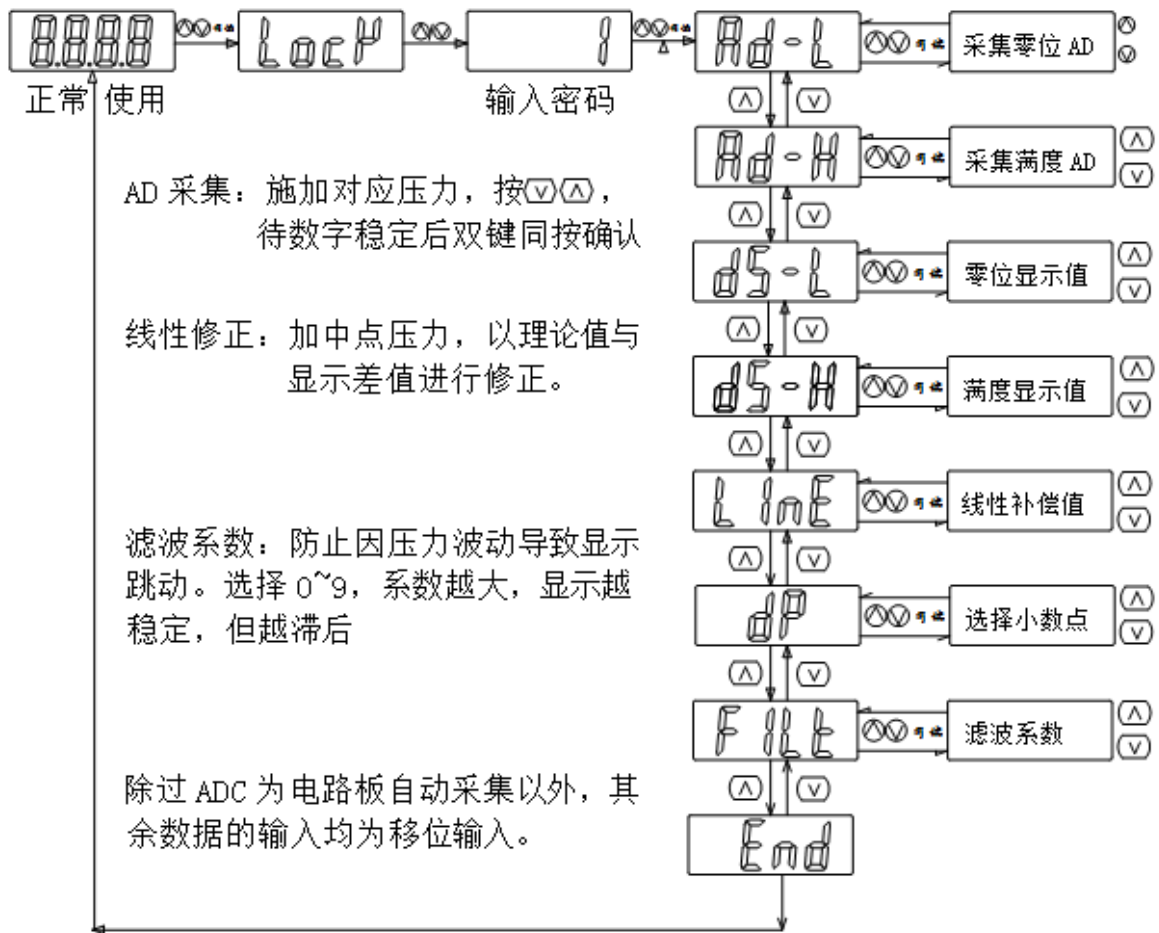 8.8.8.8
LocK
1
Ad-L
采集零位 AD
正常 使用
输入密码
Ad-H
采集满度 AD
AD 采集：施加对应压力，按∨∧，
待数字稳定后双键同按确认
dS-L
零位显示值
线性修正：加中点压力，以理论值与
显示差值进行修正。
dS-H
满度显示值
LInE
线性补偿值
滤波系数：防止因压力波动导致显示
跳动。选择 0~9，系数越大，显示越
稳定，但越滞后
dP
选择小数点
FILt
滤波系数
除过 ADC 为电路板自动采集以外，其
余数据的输入均为移位输入。
End